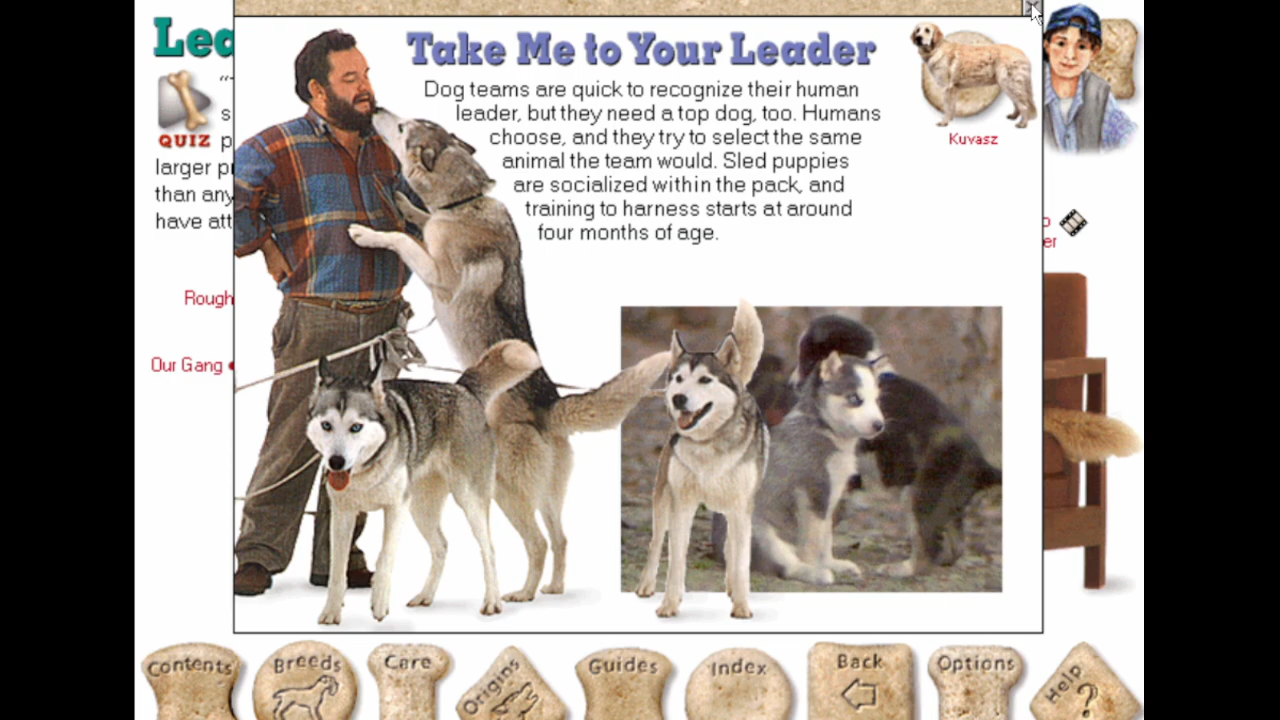 Lea
Take Me to Your Leader
Dog teams are quick to recognize their human
leader, but they need a top dog, too. Humans
choose, and they try to select the same
animal the team would. Sled puppies
are socialized within the pack, and
training to harness starts at around
four months of age.
Kuvasz
QUIZ
larger p
than any
have att
Rough
Our Gang
er
Contents
Breeds
Care
Origins
Guides
Index
Back
Options
Help
?